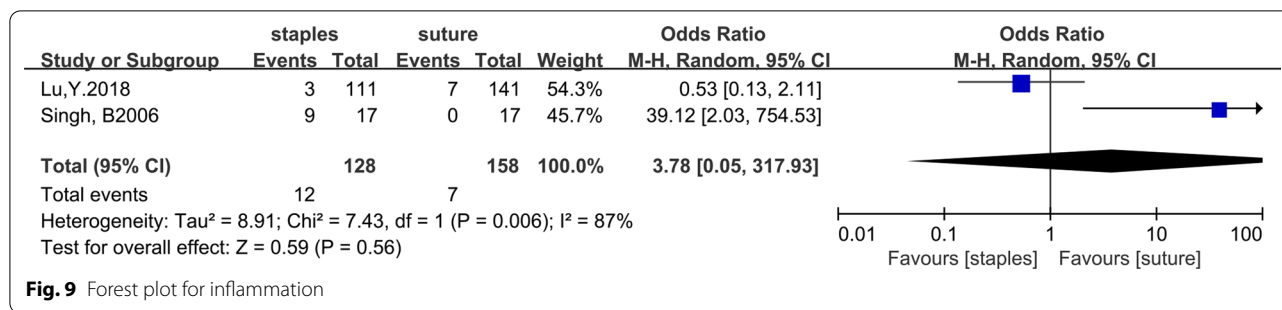 staples suture Odds Ratio Odds Ratio
Study or Subgroup Events Total Events Total Weight M-H, Random, 95% CI M-H, Random, 95% CI
Lu,Y.2018 3 111 7 141 54.3% 0.53 [0.13, 2.11]
Singh, B2006 9 17 0 17 45.7% 39.12 [2.03, 754.53]
Total (95% CI) 128 158 100.0% 3.78 [0.05, 317.93]
Total events 12 7
Heterogeneity: Tau² = 8.91; Chi² = 7.43, df = 1 (P = 0.006); I² = 87%
Test for overall effect: Z = 0.59 (P = 0.56)
0.01 0.1 1 10 100
Favours [staples] Favours [suture]
Fig. 9 Forest plot for inflammation